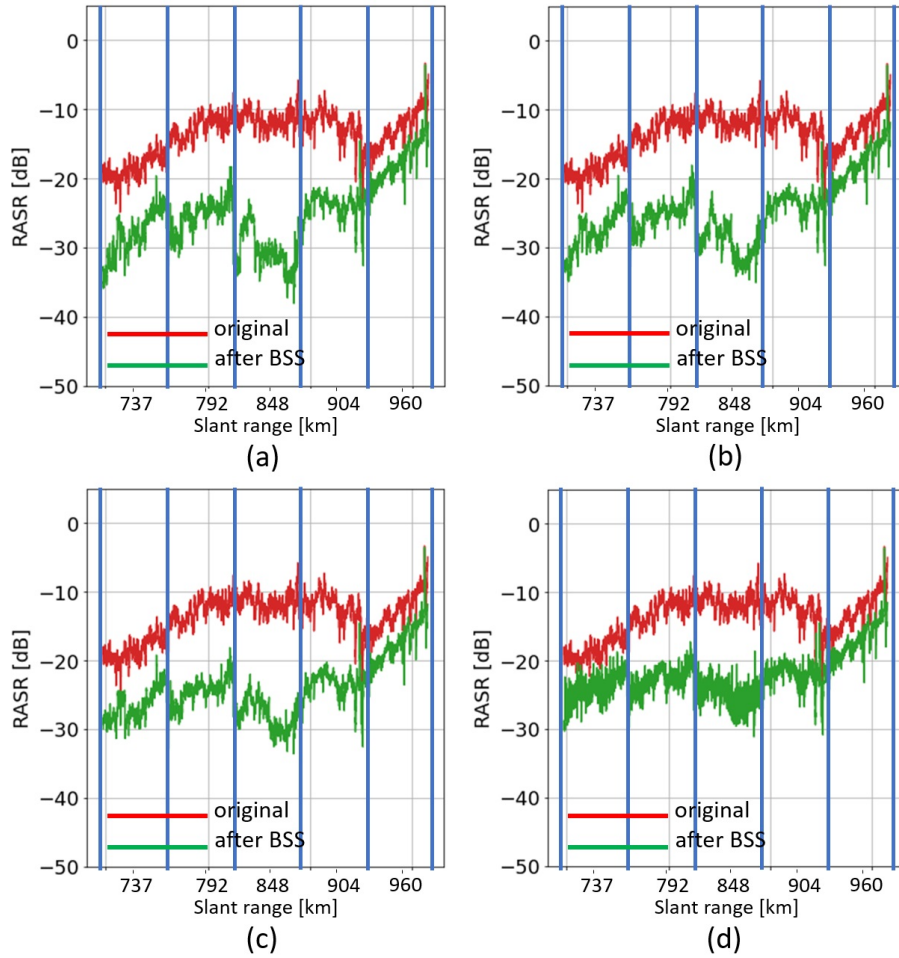 0
−10
−20
−30
−40
−50
RASR [dB]
original
after BSS
737 792 848 904 960
Slant range [km]
(a)
0
−10
−20
−30
−40
−50
RASR [dB]
original
after BSS
737 792 848 904 960
Slant range [km]
(b)
0
−10
−20
−30
−40
−50
RASR [dB]
original
after BSS
737 792 848 904 960
Slant range [km]
(c)
0
−10
−20
−30
−40
−50
RASR [dB]
original
after BSS
737 792 848 904 960
Slant range [km]
(d)